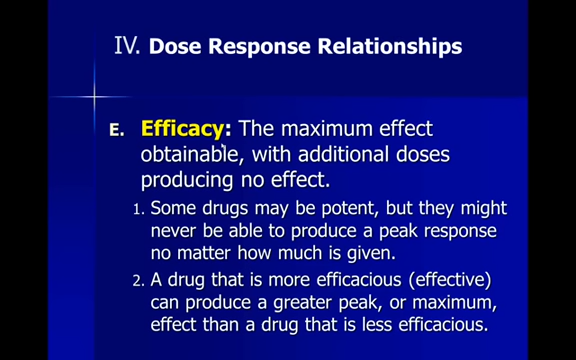 IV. Dose Response Relationships
E. Efficacy: The maximum effect
obtainable, with additional doses
producing no effect.
1. Some drugs may be potent, but they might
never be able to produce a peak response
no matter how much is given.
2. A drug that is more efficacious (effective)
can produce a greater peak, or maximum,
effect than a drug that is less efficacious.